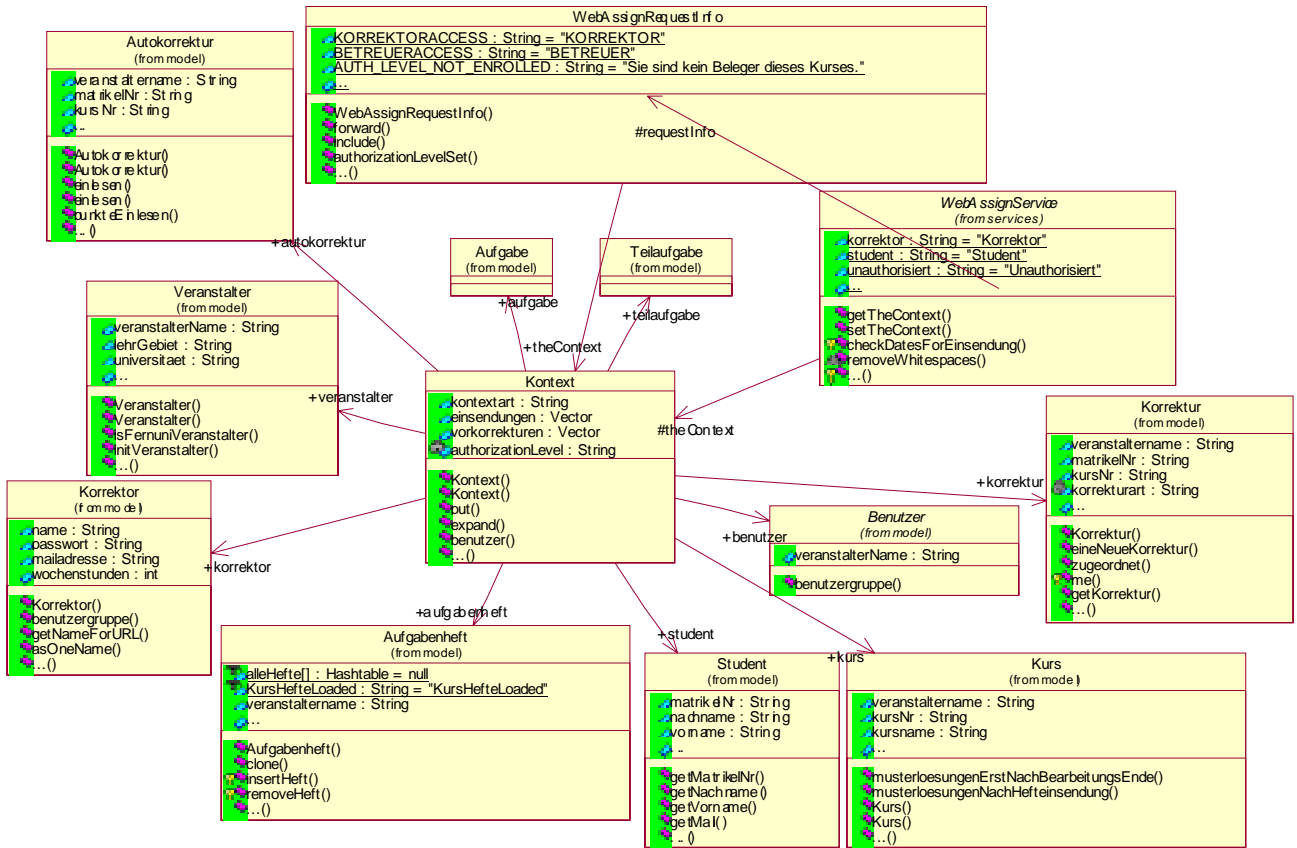 WebAssignRequestInfo
KORREKTORACCESS : String = "KORREKTOR"
BETREUERACCESS : String = "BETREUER"
AUTH_LEVEL_NOT_ENROLLED : String = "Sie sind kein Beleger dieses Kurses."
...
WebAssignRequestInfo()
forward()
include()
authorizationLevelSet()
...()
Autokorrektur
(from model)
veranstaltername : String
matrikelNr : String
kursNr : String
...
Autokorrektur()
Autokorrektur()
einlesen()
einlesen()
punkteEinlesen()
...()
#requestInfo
WebAssignService
(from services)
korrektor : String = "Korrektor"
student : String = "Student"
unauthorisiert : String = "Unauthorisiert"
...
getTheContext()
setTheContext()
checkDatesForEinsendung()
removeWhitespaces()
...()
+autokorrektur
Aufgabe
(from model)
Teilaufgabe
(from model)
+aufgabe
+teilaufgabe
+theContext
Veranstalter
(from model)
veranstalterName : String
lehrGebiet : String
universitaet : String
...
Veranstalter()
Veranstalter()
isFernuniVeranstalter()
initVeranstalter()
...()
+veranstalter
Kontext
kontextart : String
einsendungen : Vector
vorkorrekturen : Vector
authorizationLevel : String
Kontext()
Kontext()
put()
expand()
benutzer()
...()
#theContext
Korrektur
(from model)
veranstaltername : String
matrikelNr : String
kursNr : String
korrekturart : String
...
Korrektur()
eineNeueKorrektur()
zugeordnet()
me()
getKorrektur()
...()
+korrektur
Korrektor
(from model)
name : String
passwort : String
mailadresse : String
wochenstunden : int
Korrektor()
benutzergruppe()
getNameForURL()
asOneName()
...()
+korrektor
Benutzer
(from model)
veranstalterName : String
benutzergruppe()
+benutzer
+aufgabenheft
Aufgabenheft
(from model)
alleHefte[] : Hashtable = null
KursHefteLoaded : String = "KursHefteLoaded"
veranstaltername : String
...
Aufgabenheft()
clone()
insertHeft()
removeHeft()
...()
+student
Student
(from model)
matrikelNr : String
nachname : String
vorname : String
...
getMatrikelNr()
getNachname()
getVorname()
getMail()
...()
+kurs
Kurs
(from model)
veranstaltername : String
kursNr : String
kursname : String
...
musterloesungenErstNachBearbeitungsEnde()
musterloesungenNachHefteinsendung()
Kurs()
Kurs()
...()